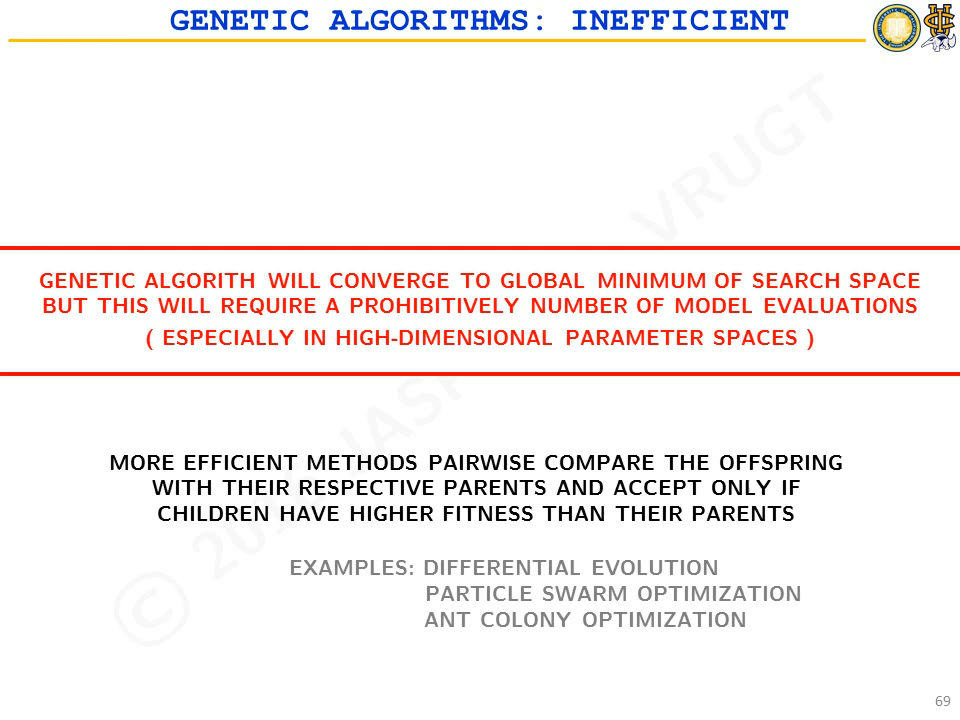 GENETIC ALGORITHMS: INEFFICIENT
GENETIC ALGORITH WILL CONVERGE TO GLOBAL MINIMUM OF SEARCH SPACE
BUT THIS WILL REQUIRE A PROHIBITIVELY NUMBER OF MODEL EVALUATIONS
( ESPECIALLY IN HIGH-DIMENSIONAL PARAMETER SPACES )
MORE EFFICIENT METHODS PAIRWISE COMPARE THE OFFSPRING
WITH THEIR RESPECTIVE PARENTS AND ACCEPT ONLY IF
CHILDREN HAVE HIGHER FITNESS THAN THEIR PARENTS
EXAMPLES: DIFFERENTIAL EVOLUTION
PARTICLE SWARM OPTIMIZATION
ANT COLONY OPTIMIZATION
© VRUGT
69